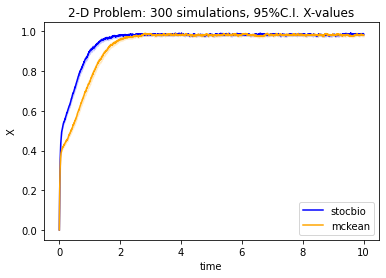 2-D Problem: 300 simulations, 95%C.I. X-values
1.0
0.8
0.6
0.4
0.2
0.0
X
0 2 4 6 8 10
time
stocbio
mckean